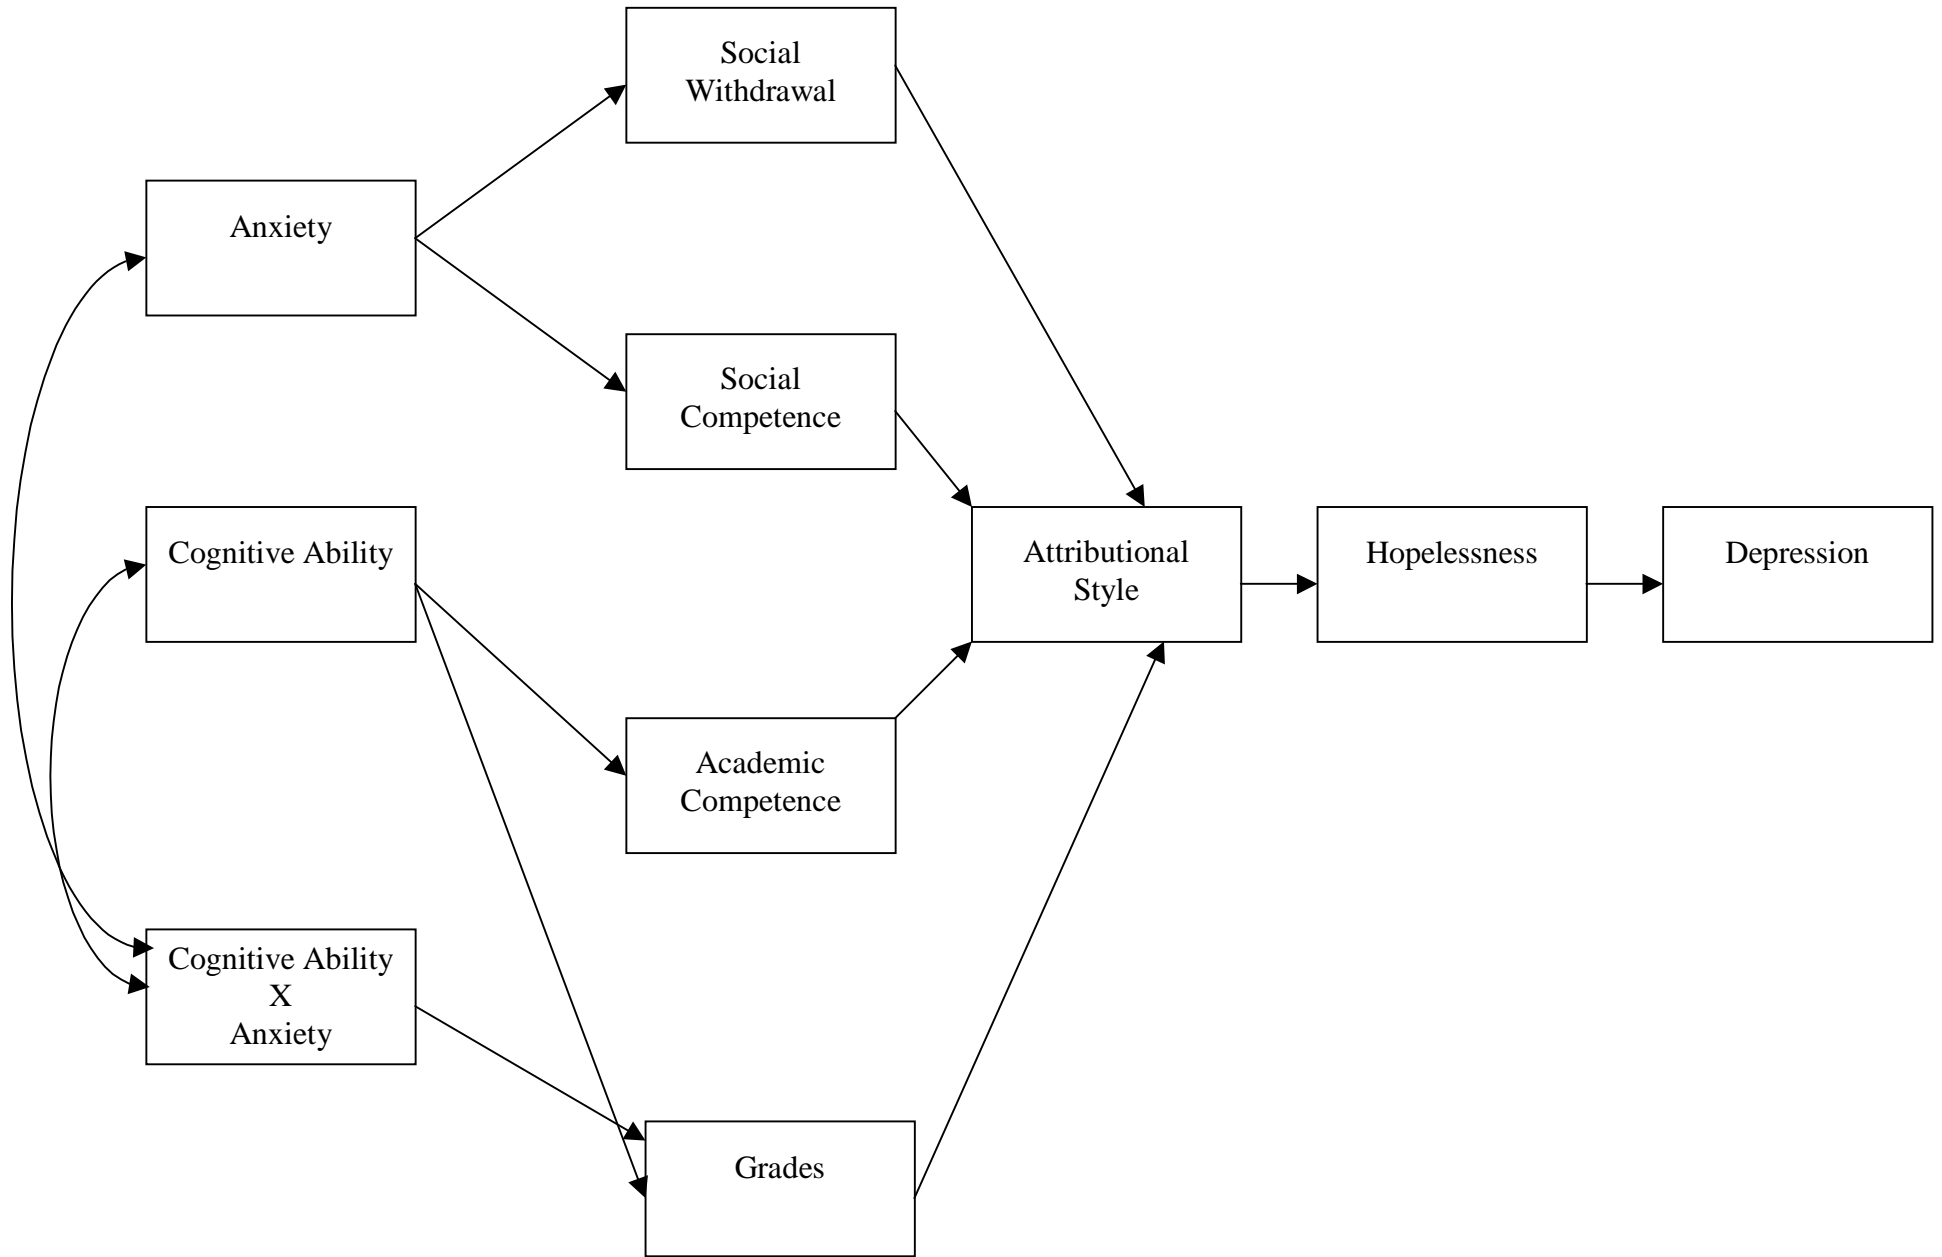 Social
Withdrawal
Anxiety
Social
Competence
Cognitive Ability
Attributional
Style
Hopelessness
Depression
Academic
Competence
Cognitive Ability
X
Anxiety
Grades